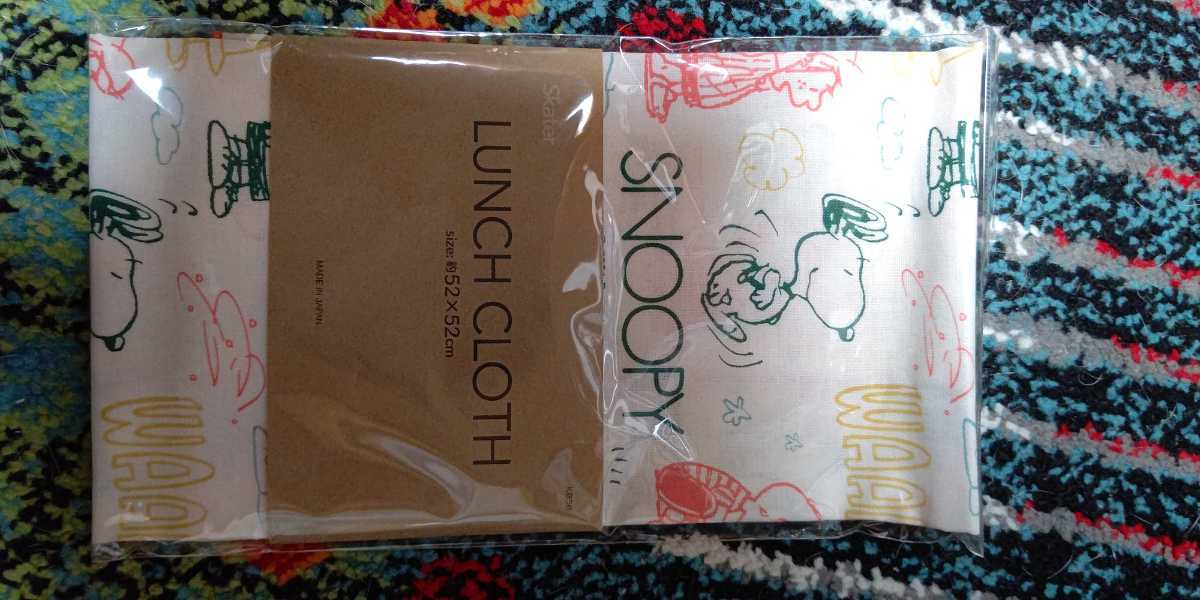 SNOOPY
WAA
WAA
Skater
LUNCH CLOTH
size: 約52×52cm
MADE IN JAPAN